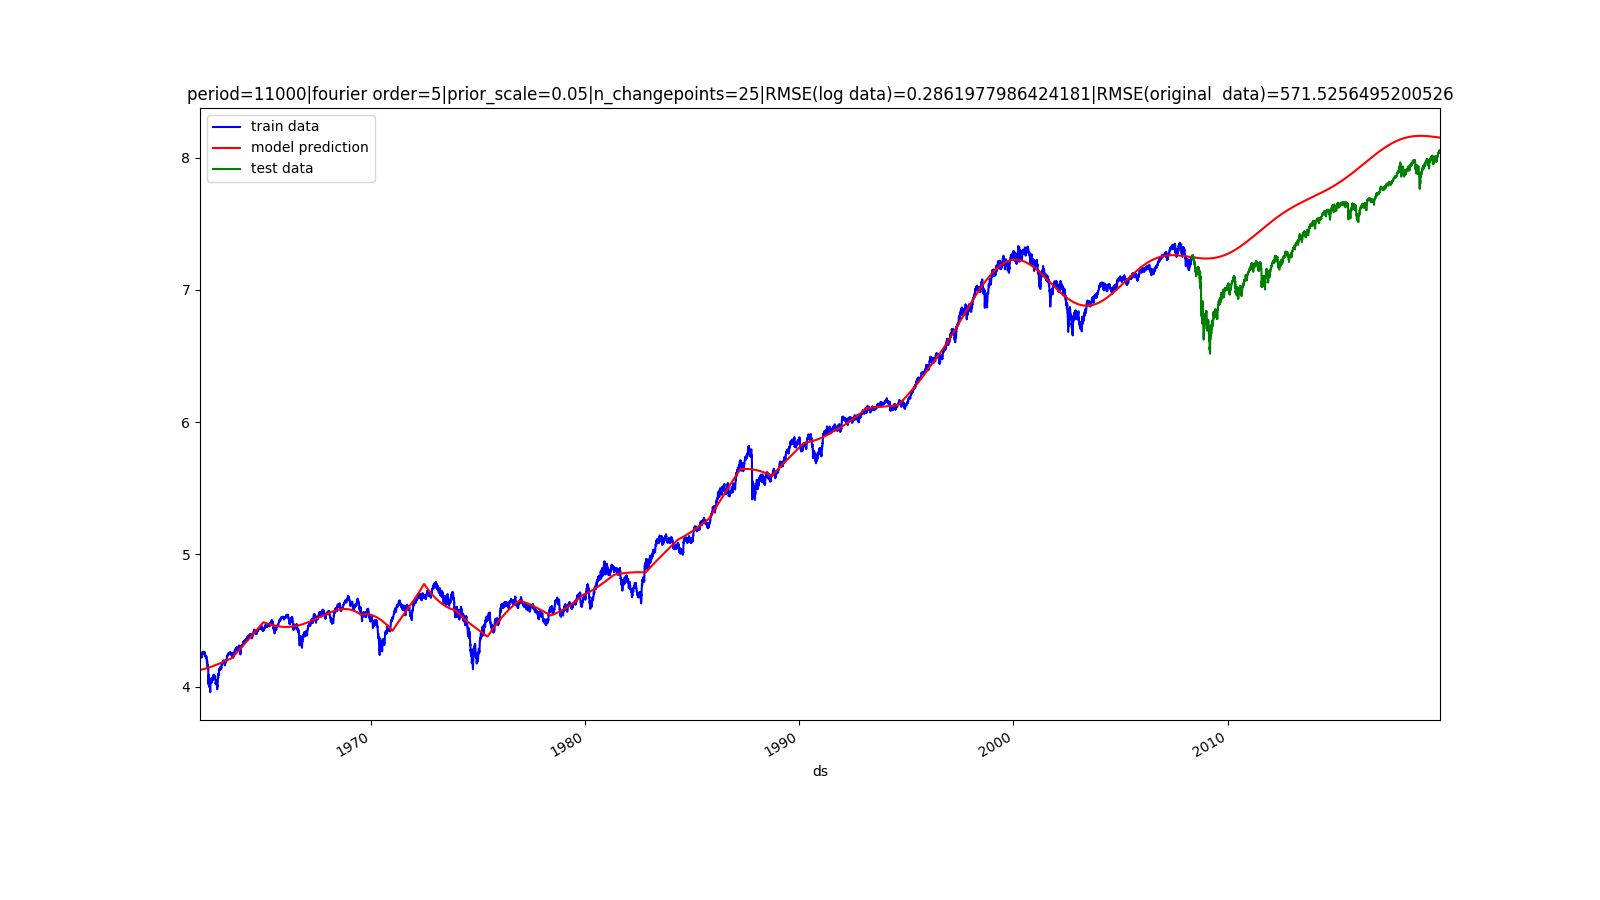 period=11000|fourier order=5|prior_scale=0.05|n_changepoints=25|RMSE(log data)=0.2861977986424181|RMSE(original  data)=571.5256495200526
train data
model prediction
test data
8
7
6
5
4
1970
1980
1990
2000
2010
ds